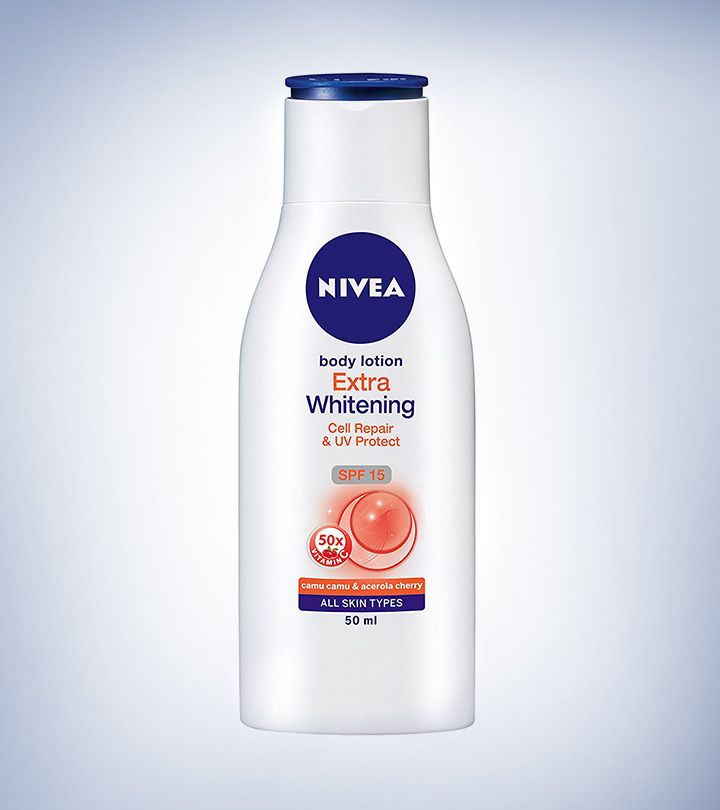 NIVEA
body lotion
Extra
Whitening
Cell Repair
& UV Protect
SPF 15
50x
VITAMIN C
camu camu & acerola cherry
ALL SKIN TYPES
50 ml